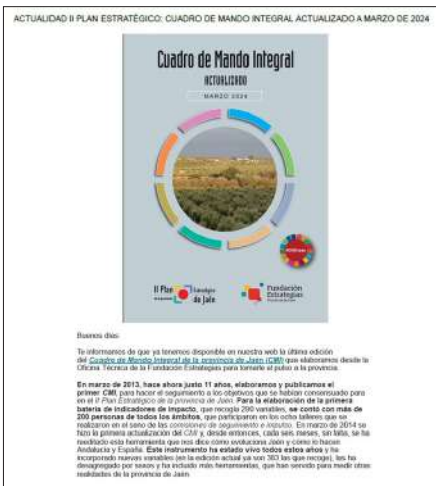 ACTUALIDAD II PLAN ESTRATÉGICO: CUADRO DE MANDO INTEGRAL ACTUALIZADO A MARZO DE 2024
Cuadro de Mando Integral
ACTUALIZADO
MARZO 2024
II Plan Estratégico
de Jaén
Fundación
Estrategias
Buenos días:
Te informamos de que ya tenemos disponible en nuestra web la última edición
del Cuadro de Mando Integral de la provincia de Jaén (CMI) que elaboramos desde la
Oficina Técnica de la Fundación Estrategias para tomarle el pulso a la provincia.
En marzo de 2013, hace ahora justo 11 años, elaboramos y publicamos el
primer CMI, para hacer el seguimiento a los objetivos que se habían consensuado para
en el II Plan Estratégico de la provincia de Jaén. Para la elaboración de la primera
batería de indicadores de impacto, que recogía 200 variables, se contó con más de
200 personas de todos los ámbitos, que participaron en los ocho talleres que se
realizaron en el seno de las comisiones de seguimiento e impulso. En marzo de 2014 se
hizo la primera actualización del CMI y, desde entonces, cada seis meses, sin falta, se ha
reeditado esta herramienta que nos dice cómo evoluciona Jaén y cómo lo hacen
Andalucía y España. Este instrumento ha estado vivo todos estos años y ha
incorporado nuevas variables (en la edición actual ya son 383 las que recoge), las ha
desagregado por sexos y ha incluido más herramientas, que han servido para medir otras
realidades de la provincia de Jaén.